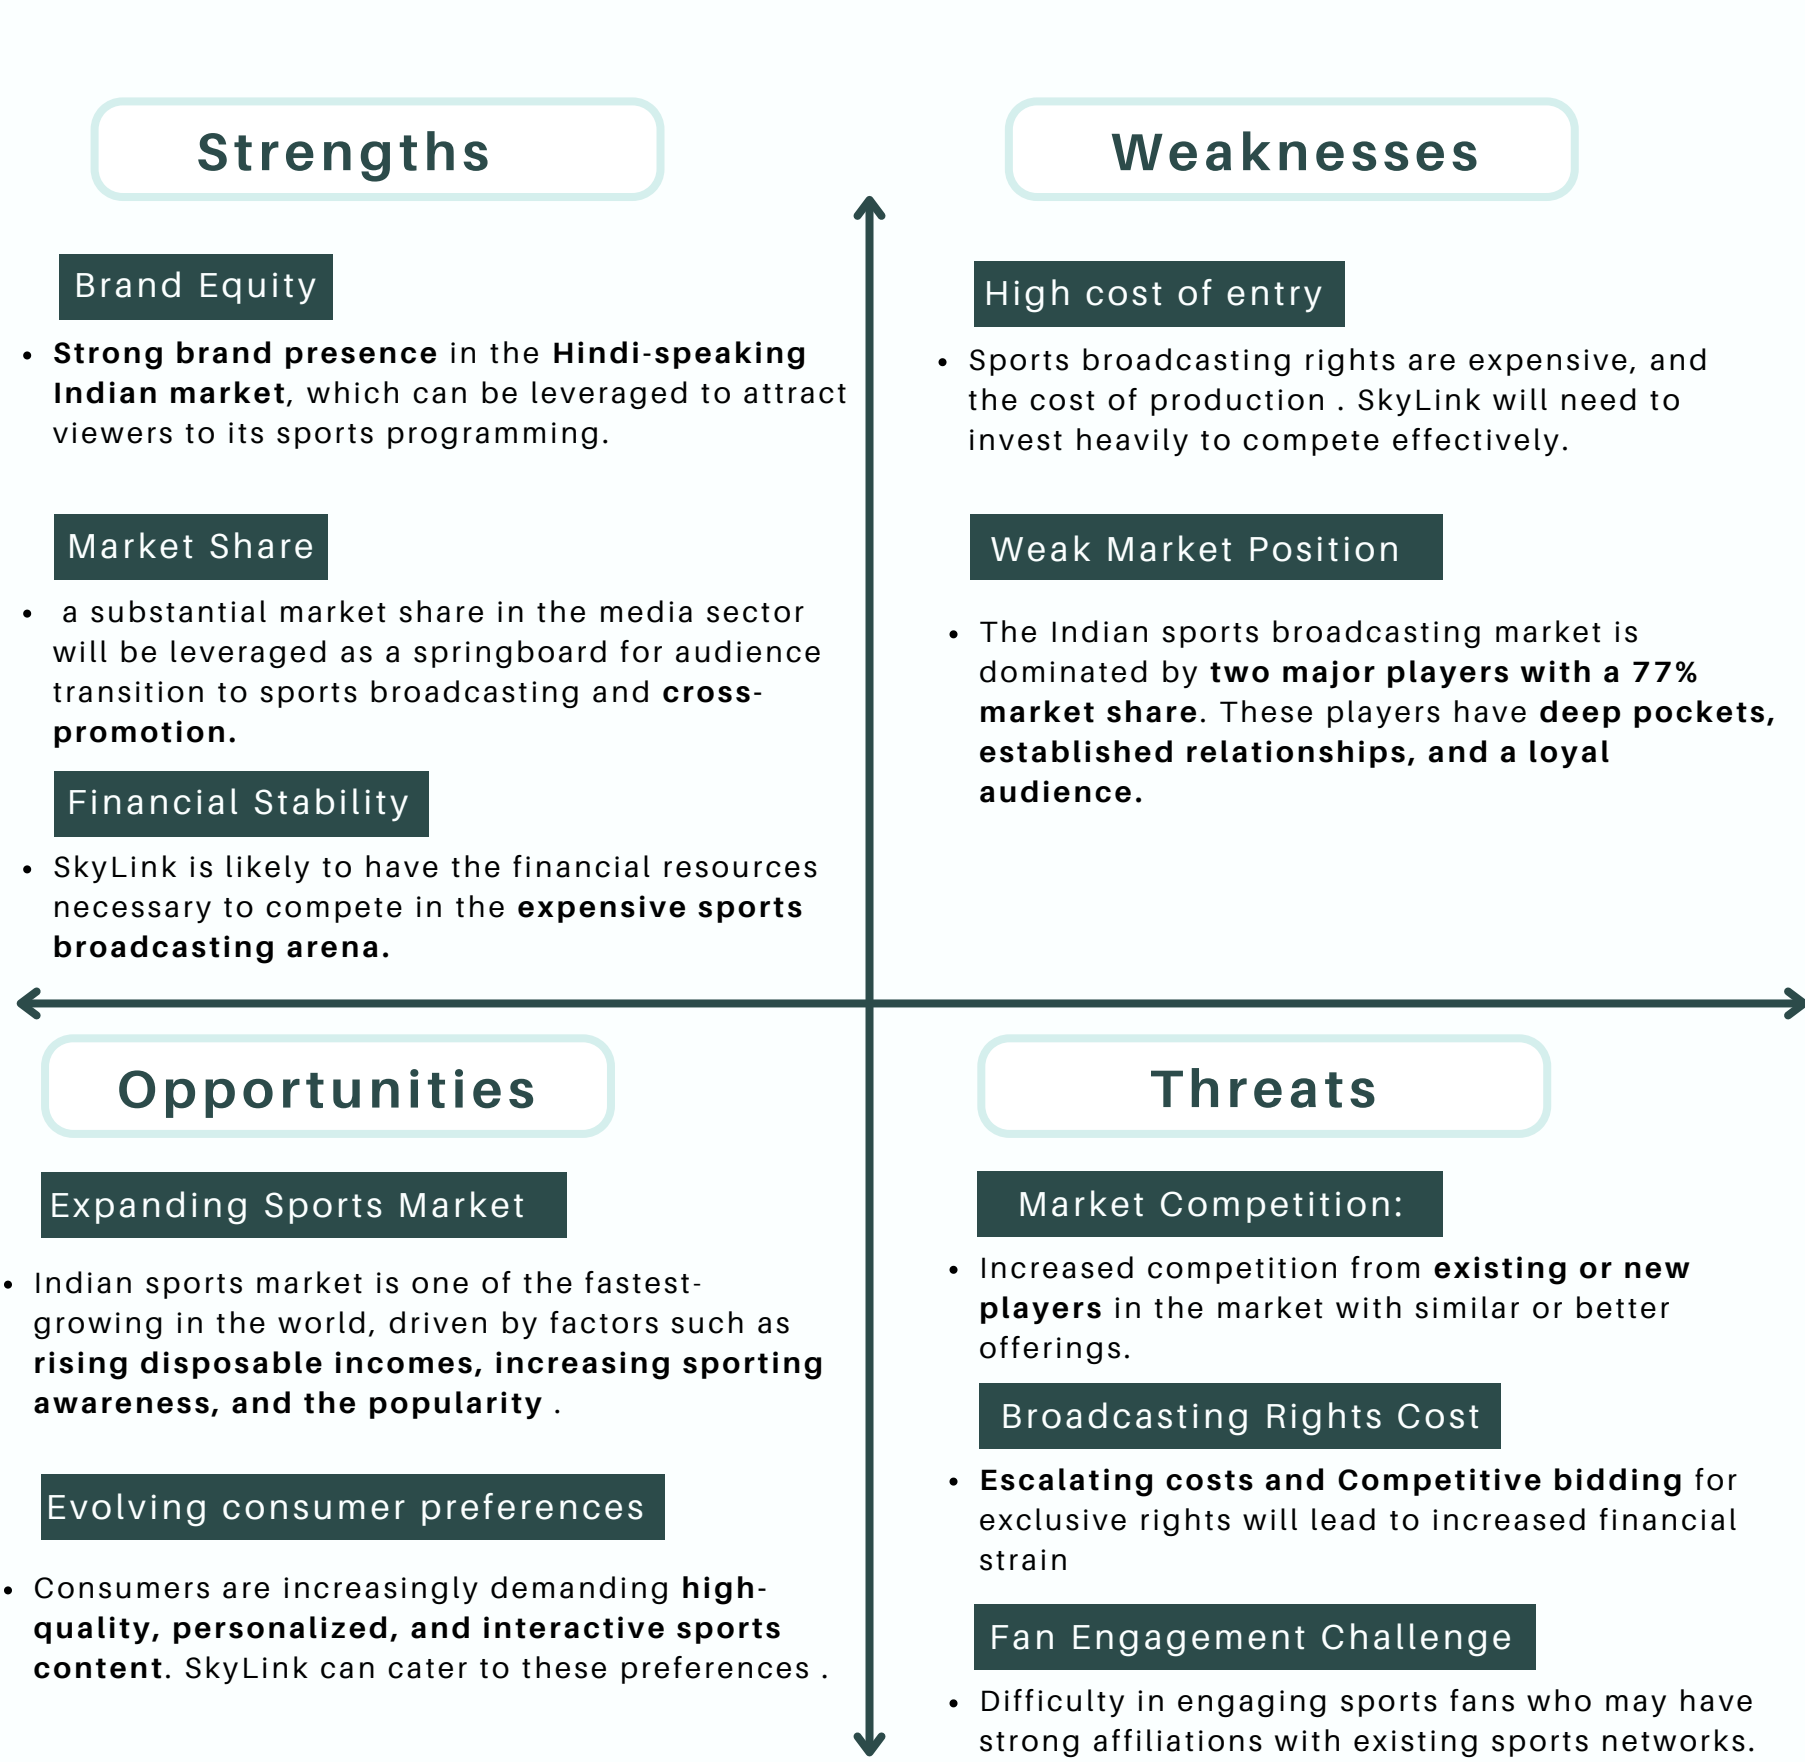 Strengths
Brand Equity
• Strong brand presence in the Hindi-speaking
Indian market, which can be leveraged to attract
viewers to its sports programming.
Market Share
• a substantial market share in the media sector
will be leveraged as a springboard for audience
transition to sports broadcasting and cross-
promotion.
Financial Stability
• SkyLink is likely to have the financial resources
necessary to compete in the expensive sports
broadcasting arena.
Weaknesses
High cost of entry
• Sports broadcasting rights are expensive, and
the cost of production . SkyLink will need to
invest heavily to compete effectively.
Weak Market Position
• The Indian sports broadcasting market is
dominated by two major players with a 77%
market share. These players have deep pockets,
established relationships, and a loyal
audience.
Opportunities
Expanding Sports Market
• Indian sports market is one of the fastest-
growing in the world, driven by factors such as
rising disposable incomes, increasing sporting
awareness, and the popularity .
Evolving consumer preferences
• Consumers are increasingly demanding high-
quality, personalized, and interactive sports
content. SkyLink can cater to these preferences .
Threats
Market Competition:
• Increased competition from existing or new
players in the market with similar or better
offerings.
Broadcasting Rights Cost
• Escalating costs and Competitive bidding for
exclusive rights will lead to increased financial
strain
Fan Engagement Challenge
• Difficulty in engaging sports fans who may have
strong affiliations with existing sports networks.